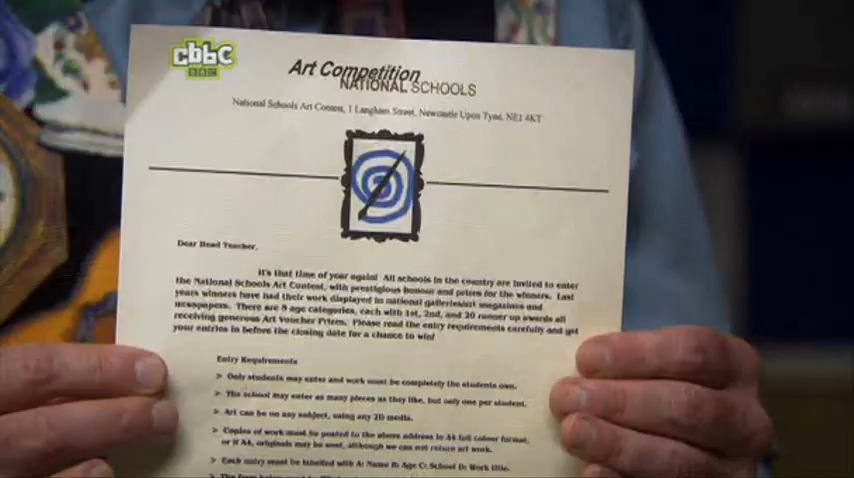 cbbc
BBC
Art Competition
NATIONAL SCHOOLS
National Schools Art Contest, 1 Langham Street, Newcastle Upon Tyne, NE1 4KT
Dear Head Teacher,
It's that time of year again! All schools in the country are invited to enter
the National Schools Art Contest, with prestigious honour and prizes for the winners. Last
years winners have had their work displayed in national galleries/art magazines and
newspapers. There are 8 age categories, each with 1st, 2nd, and 20 runner up awards all
receiving generous Art Voucher Prizes. Please read the entry requirements carefully and get
your entries in before the closing date for a chance to win!
Entry Requirements
> Only students may enter and work must be completely the students own.
> The school may enter as many pieces as they like, but only one per student.
> Art can be on any subject, using any 2D media.
> Copies of work must be posted to the above address in A4 full colour format,
or if A4, originals may be sent, although we can not return art work.
> Each entry must be labelled with A: Name B: Age C: School D: Work title.